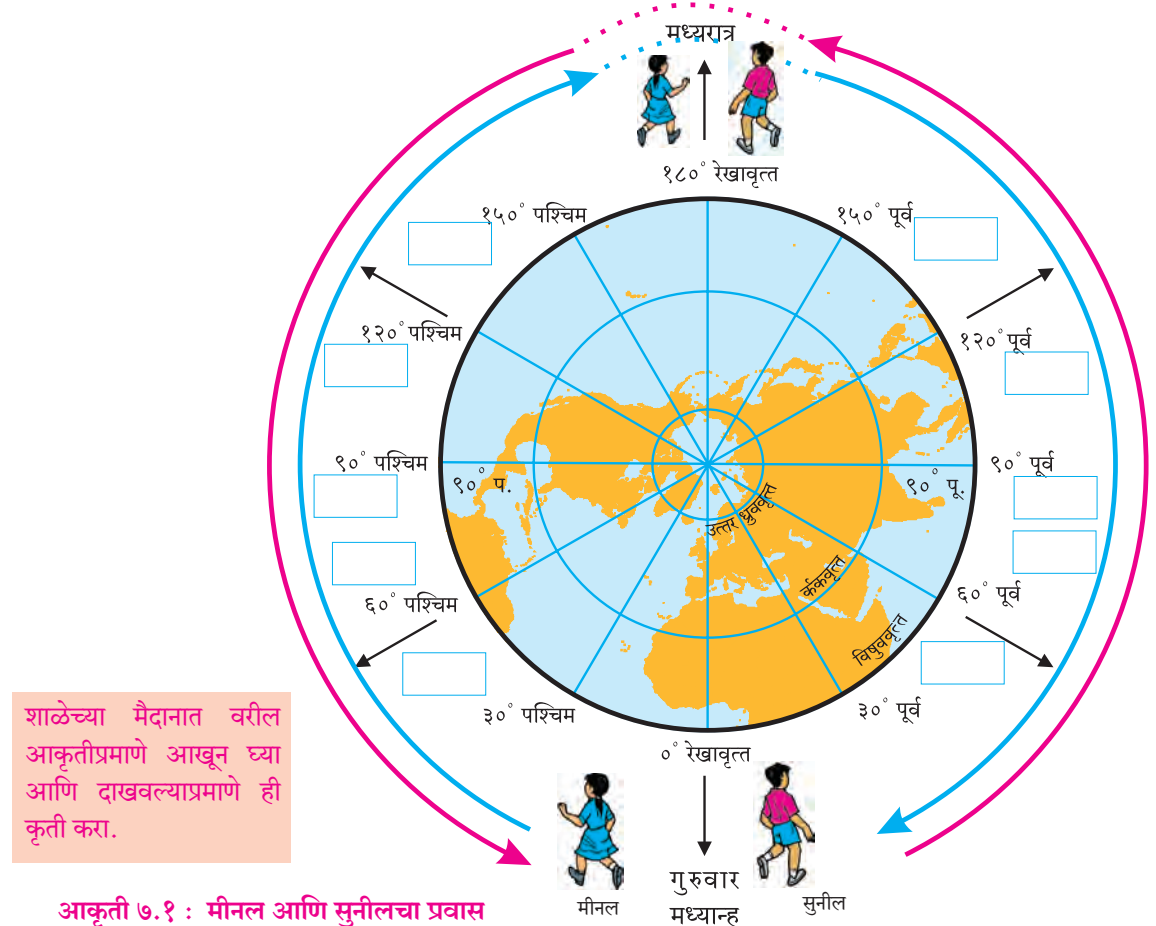 मध्यरात्र
१८०° रेखावृत्त
१५०° पश्चिम
१५०° पूर्व
१२०° पश्चिम
१२०° पूर्व
९०° पश्चिम
९०° प.
९०° पू.
९०° पूर्व
उत्तर ध्रुववृत्त
कर्कवृत्त
विषुववृत्त
६०° पश्चिम
६०° पूर्व
३०° पश्चिम
३०° पूर्व
०° रेखावृत्त
शाळेच्या मैदानात वरील
आकृतीप्रमाणे आखून घ्या
आणि दाखवल्याप्रमाणे ही
कृती करा.
गुरुवार
मध्यान्ह
मीनल
सुनील
आकृती ७.१ : मीनल आणि सुनीलचा प्रवास